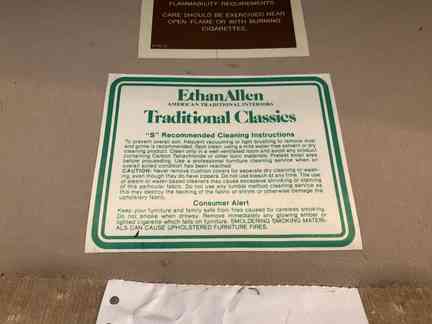 FLAMMABILITY REQUIREMENTS
CARE SHOULD BE EXERCISED NEAR
OPEN FLAME OR WITH BURNING
CIGARETTES.
EthanAllen
AMERICAN TRADITIONAL INTERIORS
Traditional Classics
"S" Recommended Cleaning Instructions
To prevent overall soil, frequent vacuuming or light brushing to remove dust
and grime is recommended. Spot clean, using a mild water-free solvent or dry
cleaning product. Clean only in a well ventilated room and avoid any product
containing Carbon Tetrachloride or other toxic materials. Pretest small area
before proceeding. Use a professional furniture cleaning service when an
overall soiled condition has been reached.
CAUTION: Never remove cushion covers for separate dry cleaning or wash-
ing, even though they do have zippers. Do not use bleach at any time. The use
of steam or water-based cleaners may cause excessive shrinking or staining
of this particular fabric. Do not use any tumble method cleaning service as
this may destroy the backing of the fabric or shrink or otherwise damage the
upholstery fabric.
Consumer Alert
Keep your furniture and family safe from fires caused by careless smoking.
Do not smoke when drowsy. Remove immediately any glowing ember or
lighted cigarette which falls on furniture. SMOLDERING SMOKING MATERI-
ALS CAN CAUSE UPHOLSTERED FURNITURE FIRES.